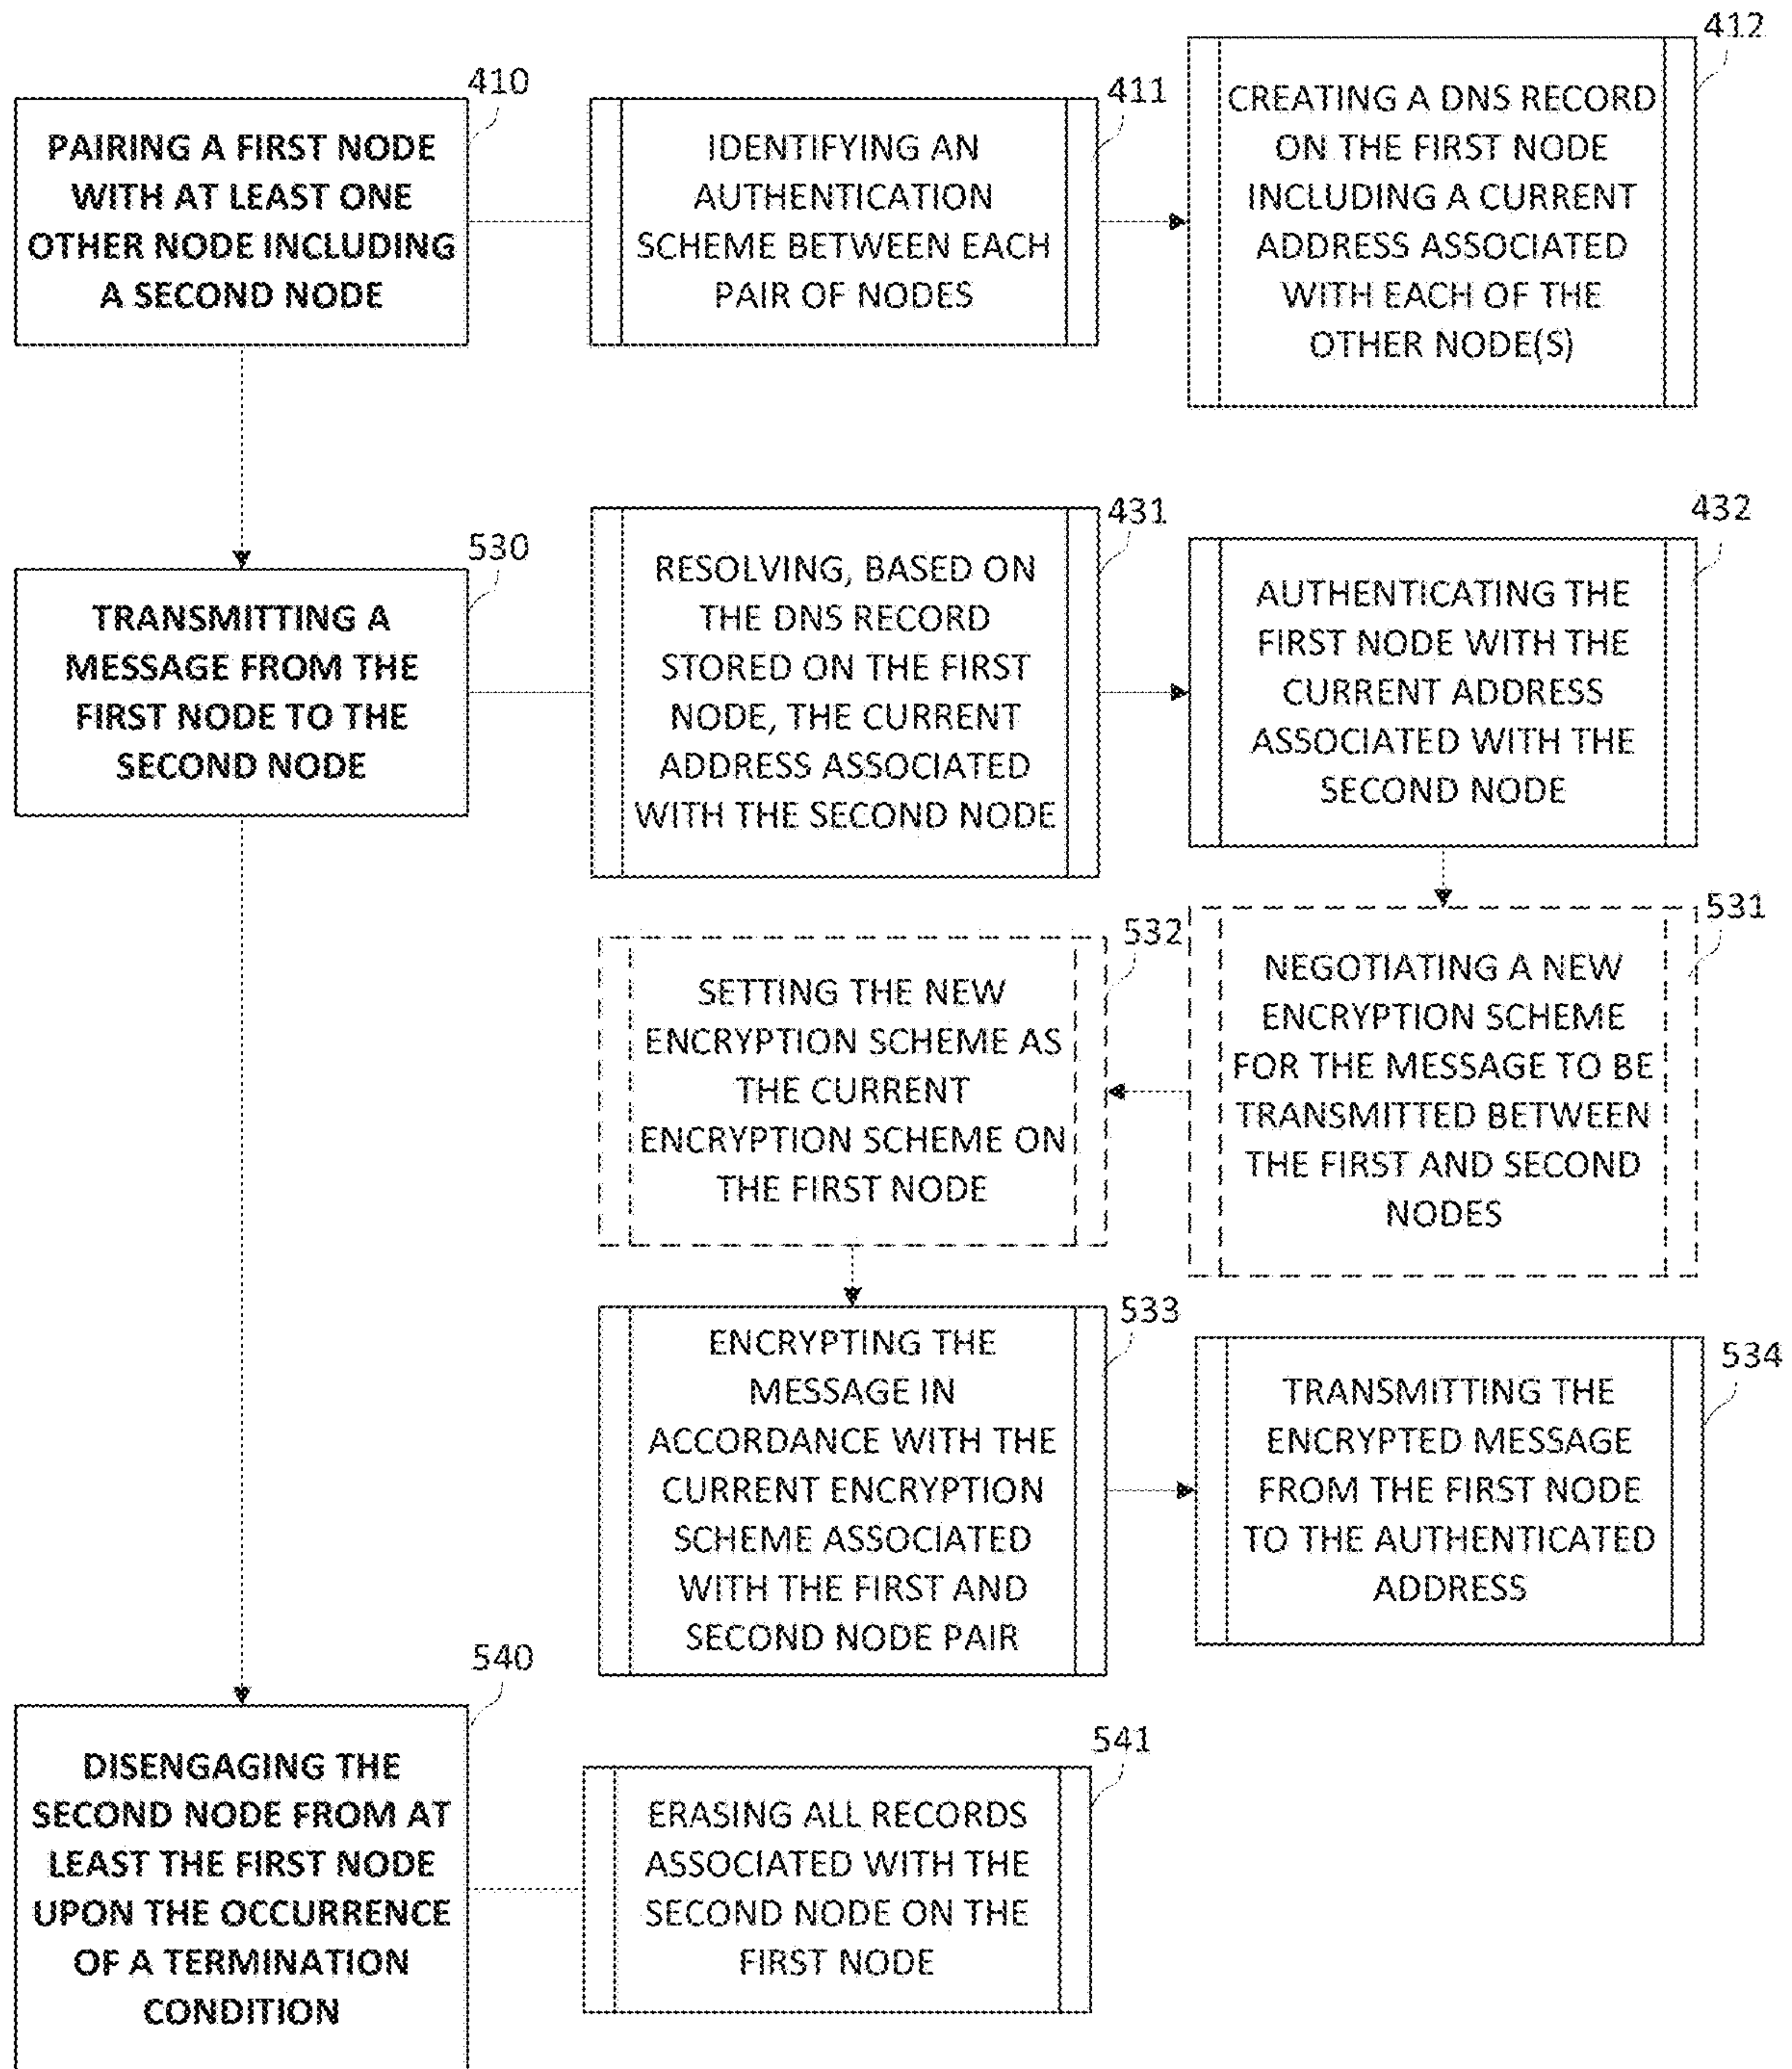 410
PAIRING A FIRST NODE
WITH AT LEAST ONE
OTHER NODE INCLUDING
A SECOND NODE
411
IDENTIFYING AN
AUTHENTICATION
SCHEME BETWEEN EACH
PAIR OF NODES
412
CREATING A DNS RECORD
ON THE FIRST NODE
INCLUDING A CURRENT
ADDRESS ASSOCIATED
WITH EACH OF THE
OTHER NODE(S)
530
TRANSMITTING A
MESSAGE FROM THE
FIRST NODE TO THE
SECOND NODE
431
RESOLVING, BASED ON
THE DNS RECORD
STORED ON THE FIRST
NODE, THE CURRENT
ADDRESS ASSOCIATED
WITH THE SECOND NODE
432
AUTHENTICATING THE
FIRST NODE WITH THE
CURRENT ADDRESS
ASSOCIATED WITH THE
SECOND NODE
531
NEGOTIATING A NEW
ENCRYPTION SCHEME
FOR THE MESSAGE TO BE
TRANSMITTED BETWEEN
THE FIRST AND SECOND
NODES
532
SETTING THE NEW
ENCRYPTION SCHEME AS
THE CURRENT
ENCRYPTION SCHEME ON
THE FIRST NODE
533
ENCRYPTING THE
MESSAGE IN
ACCORDANCE WITH THE
CURRENT ENCRYPTION
SCHEME ASSOCIATED
WITH THE FIRST AND
SECOND NODE PAIR
534
TRANSMITTING THE
ENCRYPTED MESSAGE
FROM THE FIRST NODE
TO THE AUTHENTICATED
ADDRESS
540
DISENGAGING THE
SECOND NODE FROM AT
LEAST THE FIRST NODE
UPON THE OCCURRENCE
OF A TERMINATION
CONDITION
541
ERASING ALL RECORDS
ASSOCIATED WITH THE
SECOND NODE ON THE
FIRST NODE